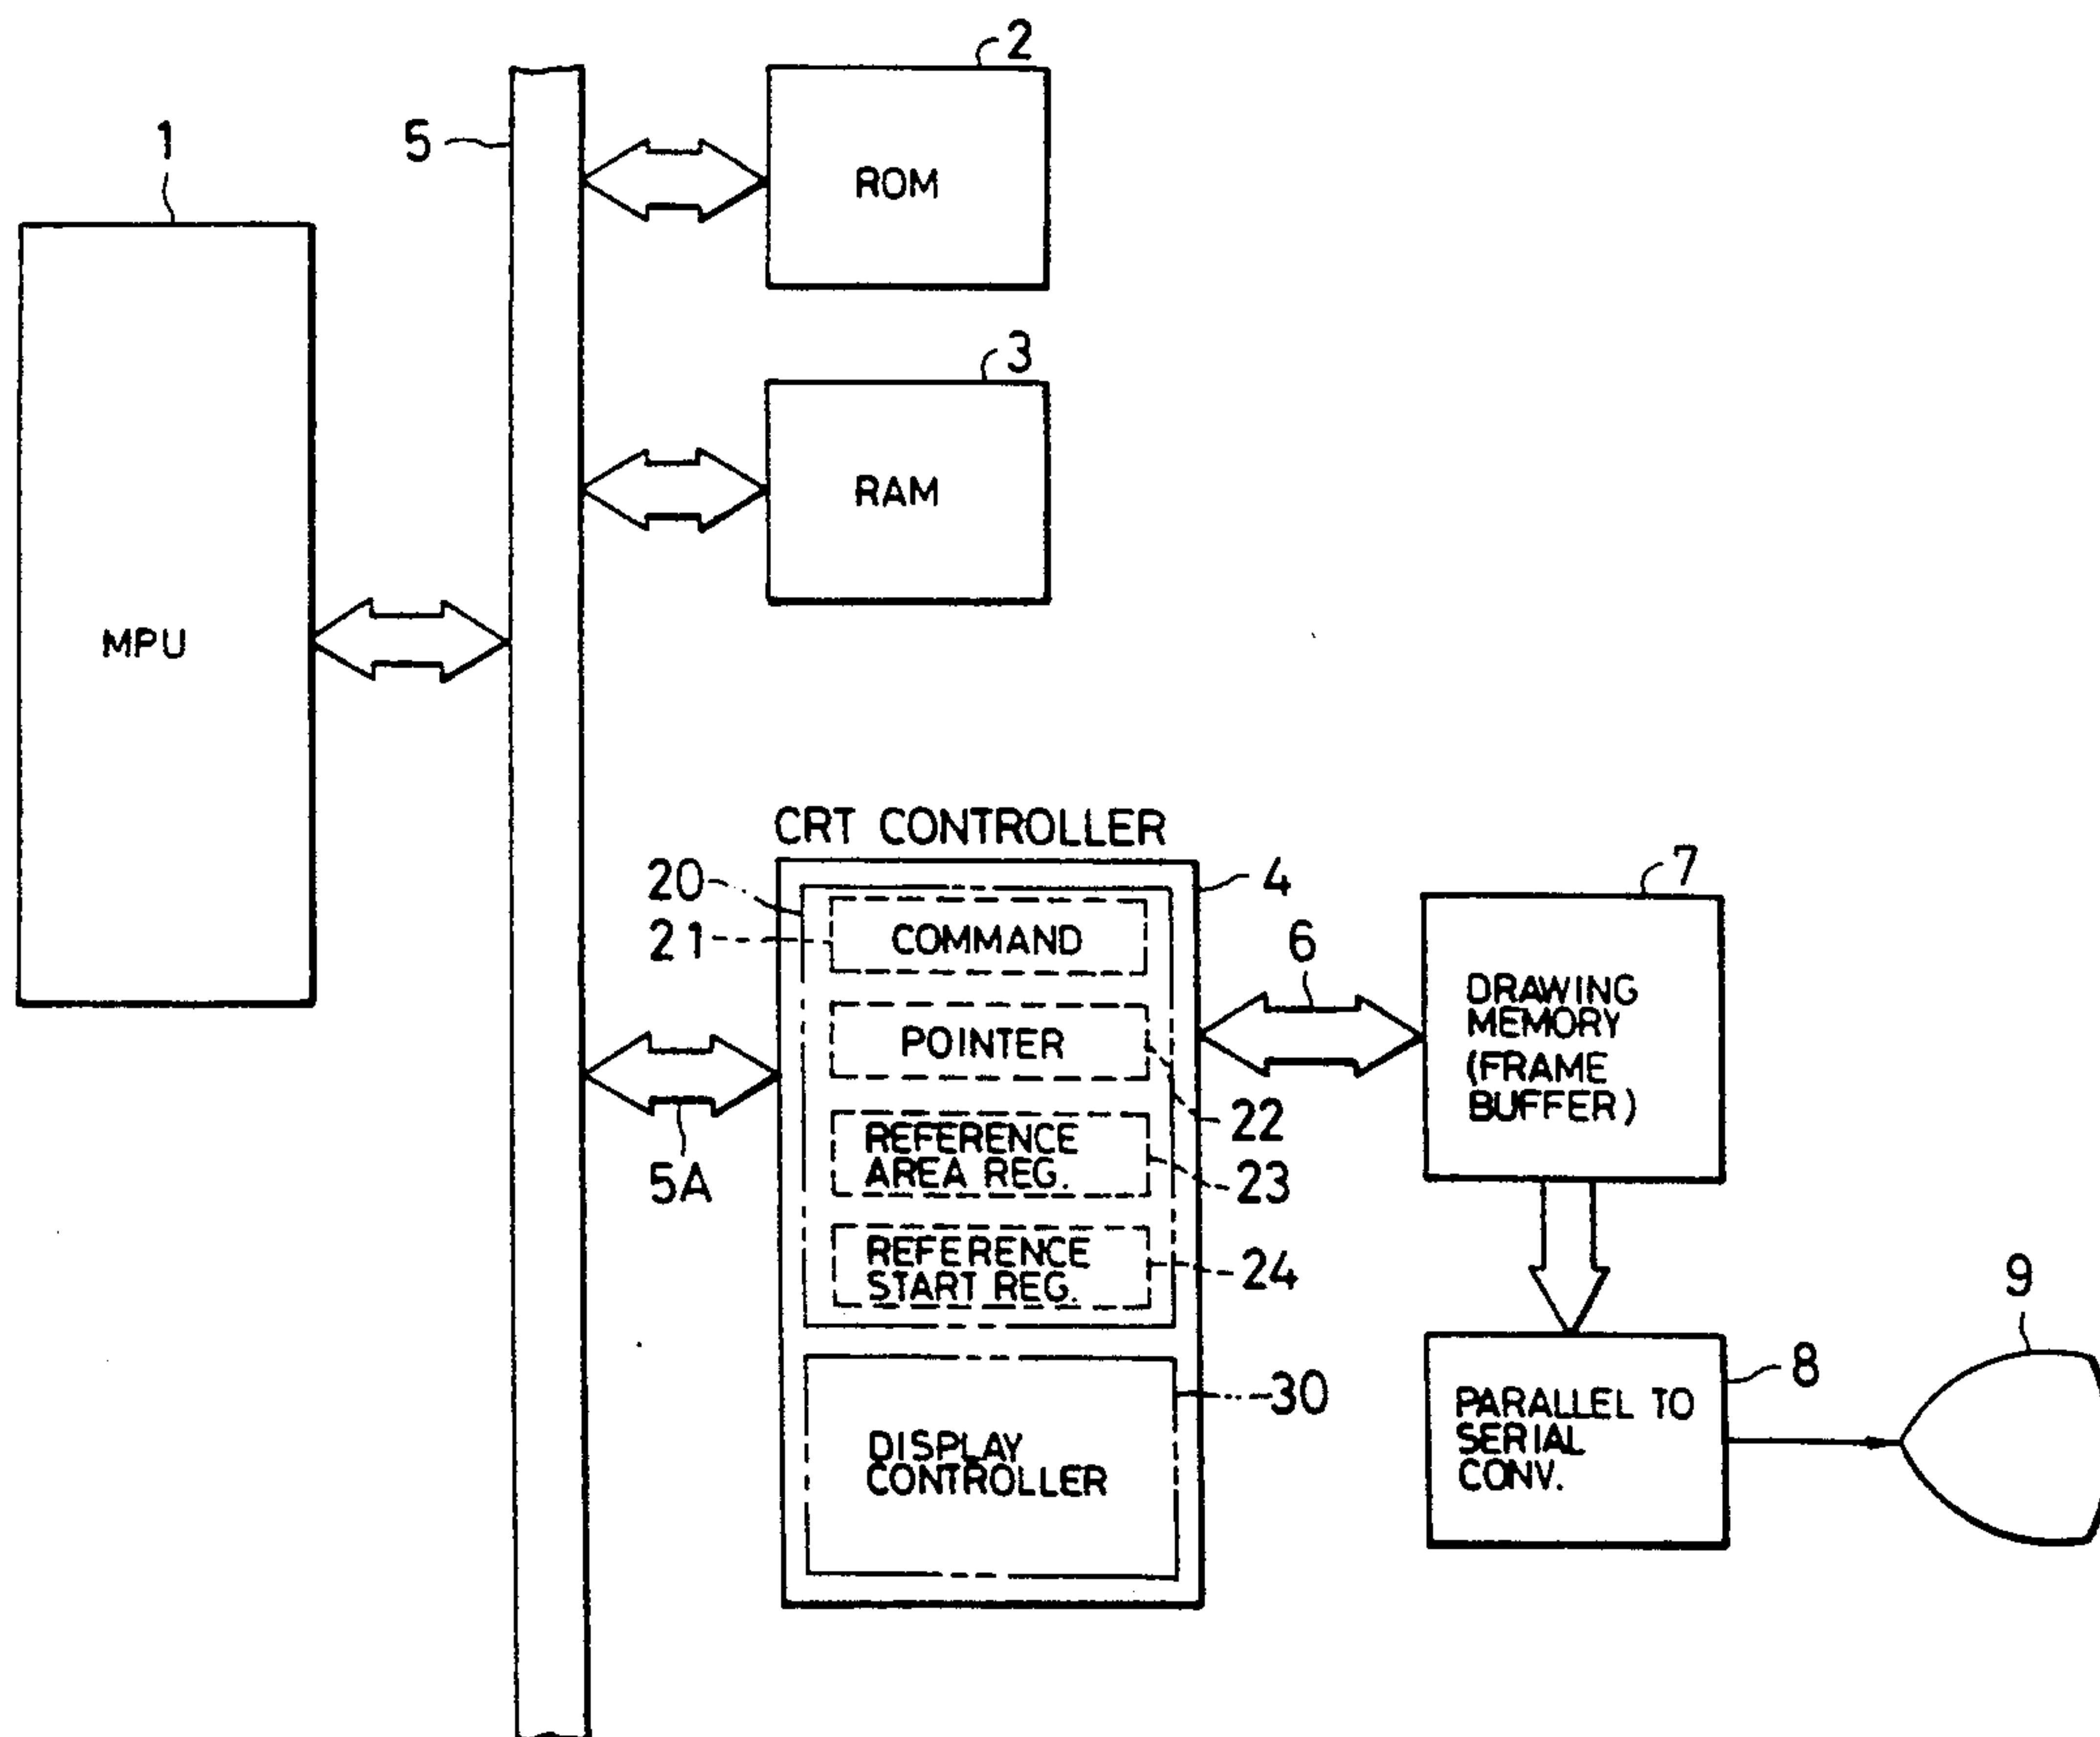 1
MPU
5
2
ROM
3
RAM
CRT CONTROLLER
4
20
21
COMMAND
POINTER
22
REFERENCE
AREA REG.
23
REFERENCE
START REG.
24
30
DISPLAY
CONTROLLER
5A
6
7
DRAWING
MEMORY
(FRAME
BUFFER)
8
PARALLEL TO
SERIAL
CONV.
9